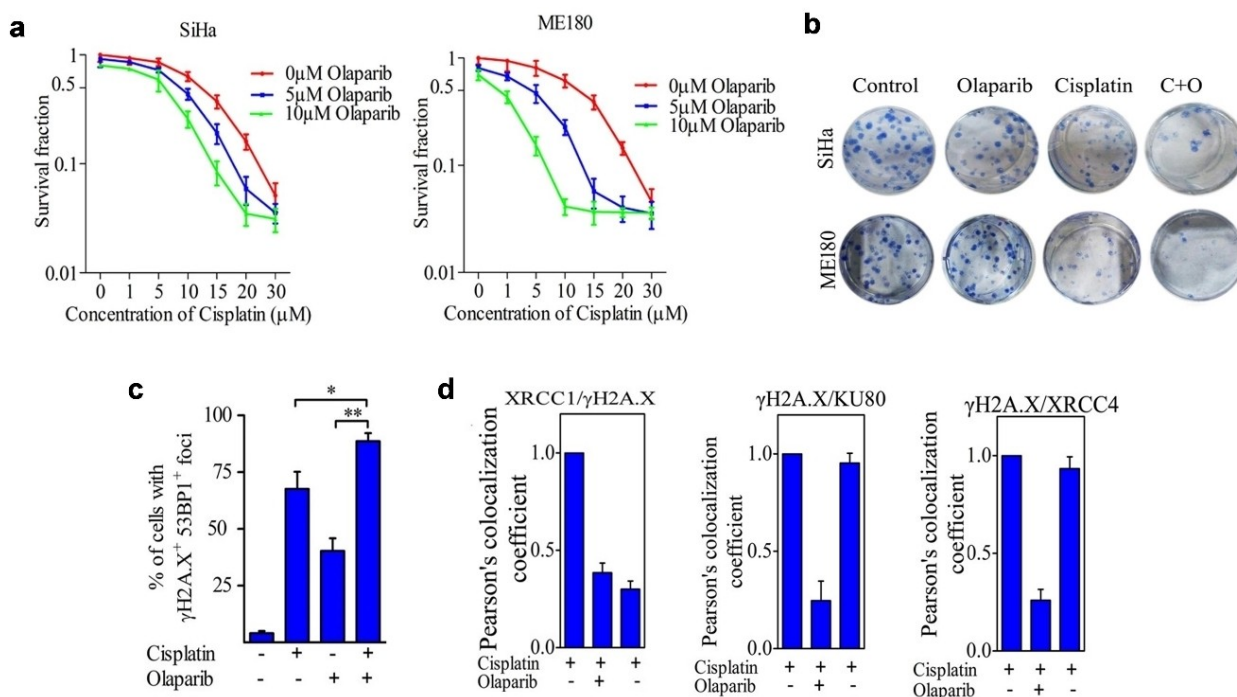 a
SiHa
Survival fraction
1
0.5
0.1
0.01
0µM Olaparib
5µM Olaparib
10µM Olaparib
0 1 5 10 15 20 30
Concentration of Cisplatin (µM)
ME180
Survival fraction
1
0.5
0.1
0.01
0µM Olaparib
5µM Olaparib
10µM Olaparib
0 1 5 10 15 20 30
Concentration of Cisplatin (µM)
b
Control Olaparib Cisplatin C+O
SiHa
ME180
c
% of cells with
γH2A.X⁺ 53BP1⁺ foci
100
75
50
25
0
*
**
Cisplatin - + - +
Olaparib - - + +
d
XRCC1/γH2A.X
Pearson's colocalization
coefficient
1.0
0.5
0.0
Cisplatin + + -
Olaparib +
γH2A.X/KU80
Pearson's colocalization
coefficient
1.0
0.5
0.0
Cisplatin + + +
Olaparib - + -
γH2A.X/XRCC4
Pearson's colocalization
coefficient
1.0
0.5
0.0
Cisplatin + + +
Olaparib - + -